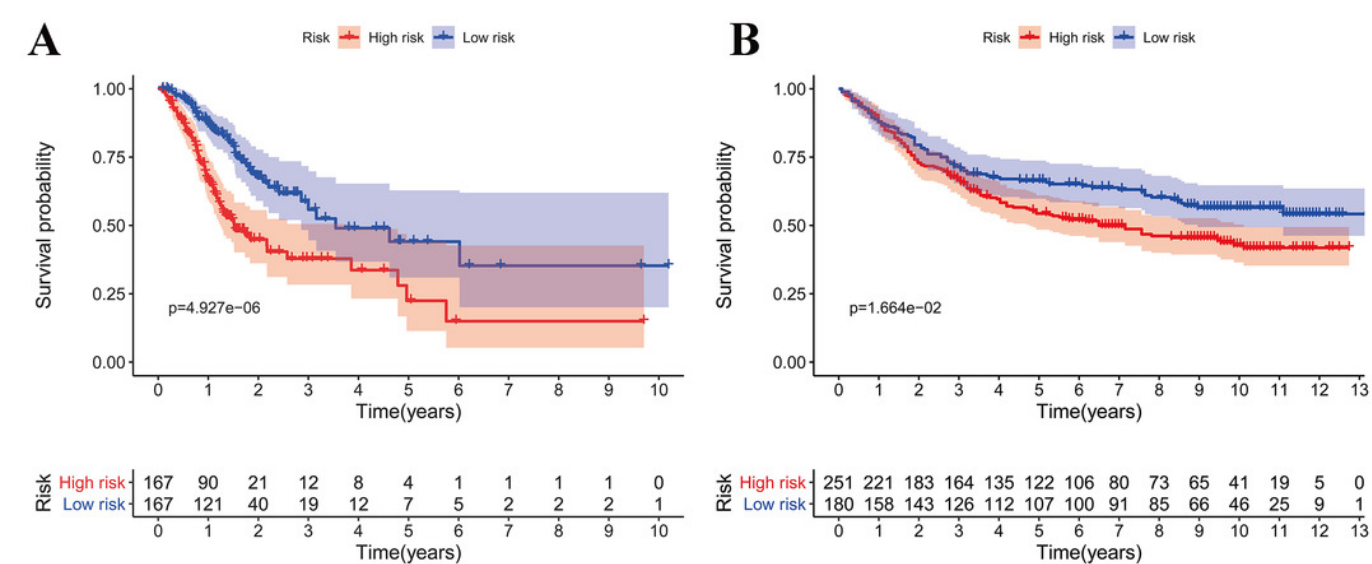 A
Risk High risk Low risk
Survival probability
1.00
0.75
0.50
0.25
0.00
p=4.927e−06
0 1 2 3 4 5 6 7 8 9 10
Time(years)
Risk
High risk 167 90 21 12 8 4 1 1 1 1 0
Low risk 167 121 40 19 12 7 5 2 2 2 1
0 1 2 3 4 5 6 7 8 9 10
Time(years)
B
Risk High risk Low risk
Survival probability
1.00
0.75
0.50
0.25
0.00
p=1.664e−02
0 1 2 3 4 5 6 7 8 9 10 11 12 13
Time(years)
Risk
High risk 251 221 183 164 135 122 106 80 73 65 41 19 5 0
Low risk 180 158 143 126 112 107 100 91 85 66 46 25 9 1
0 1 2 3 4 5 6 7 8 9 10 11 12 13
Time(years)